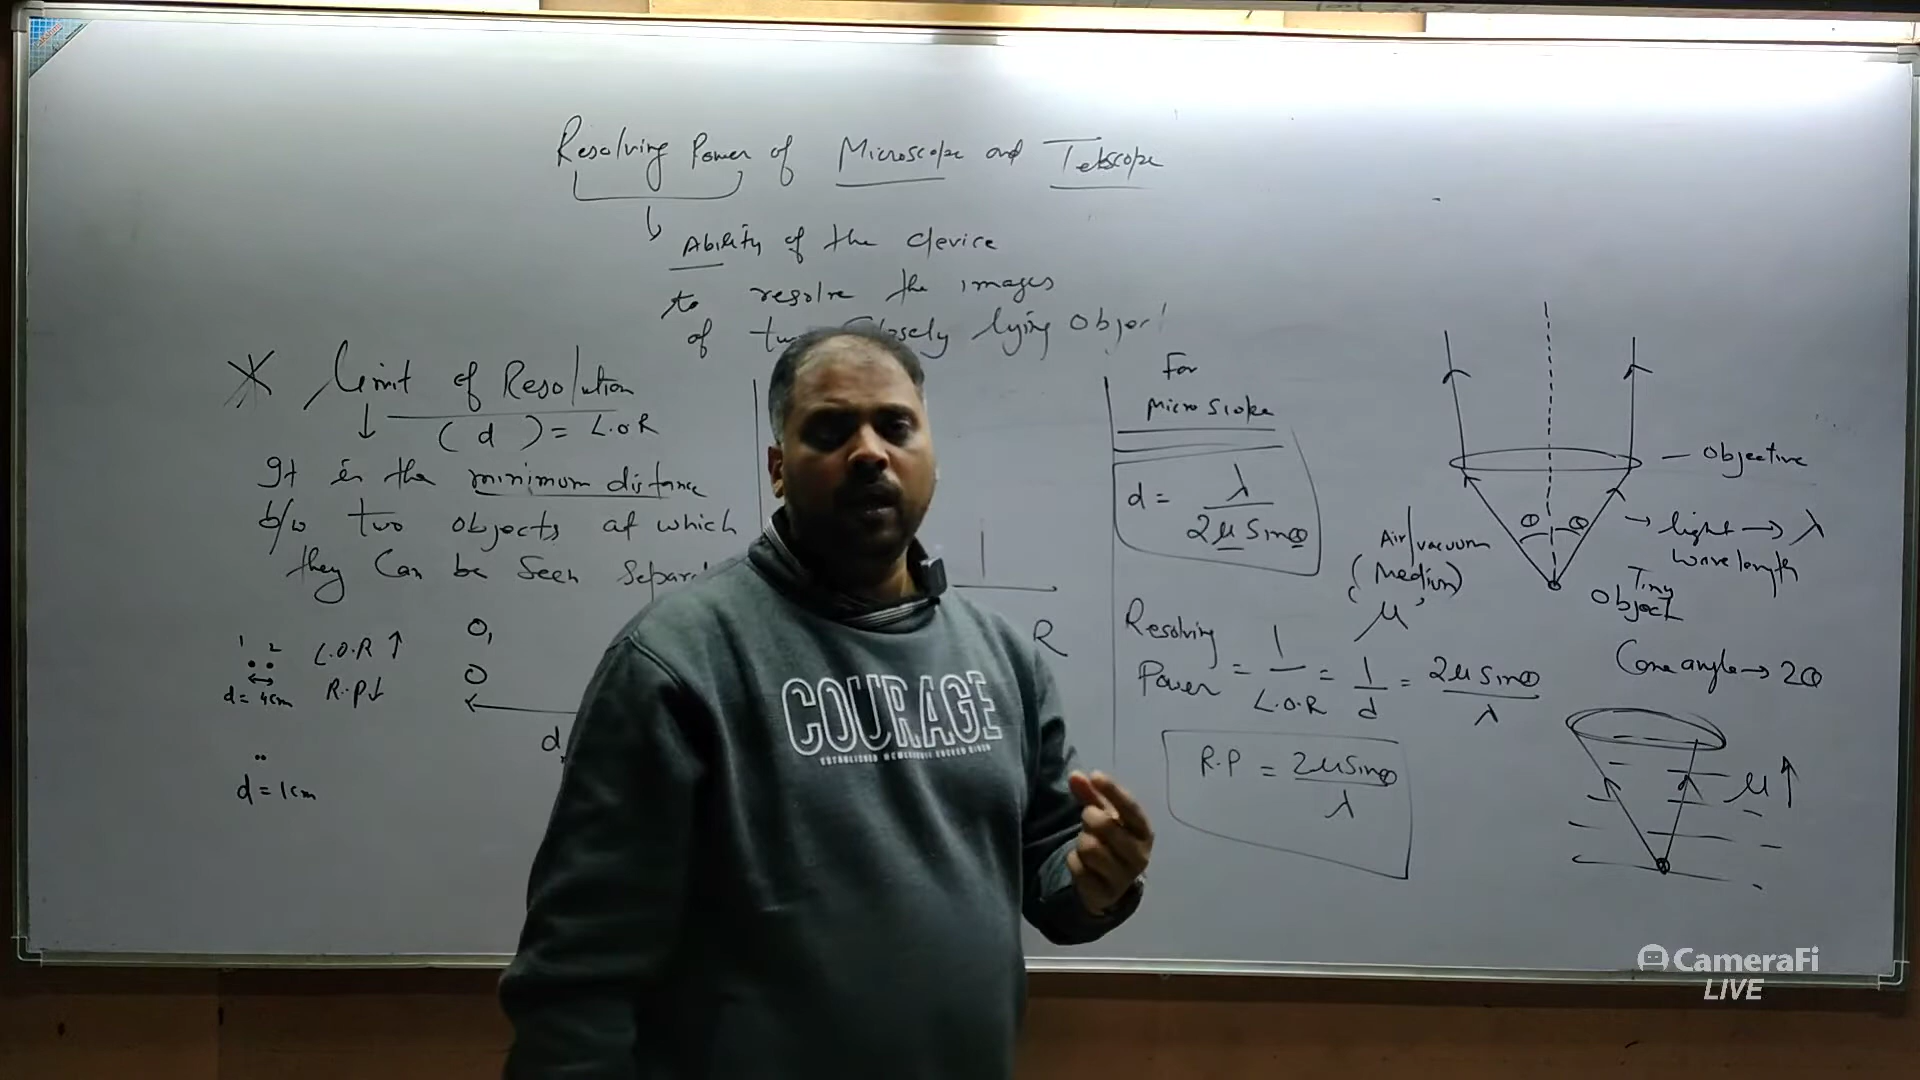 Resolving Power of Microscope and Telescope
Ability of the device
to resolve the images
of two closely lying Object
Limit of Resolution
( d ) = L.O.R
It is the minimum distance
b/w two objects at which
they can be seen
1 2 L.O.R ↑
R.P ↓
d = 4cm
d = 1cm
O,
O
d
R
For
Microscope
d = λ / 2μ Sinθ
Resolving
Power = 1 / L.O.R = 1 / d = 2μ Sinθ / λ
R.P = 2μ Sinθ / λ
Air/vacuum
(Medium)
μ
Objective
θ θ
→ light → λ
wavelength
Tiny
Object
Cone angle → 2θ
μ ↑
COURAGE
CameraFi
LIVE